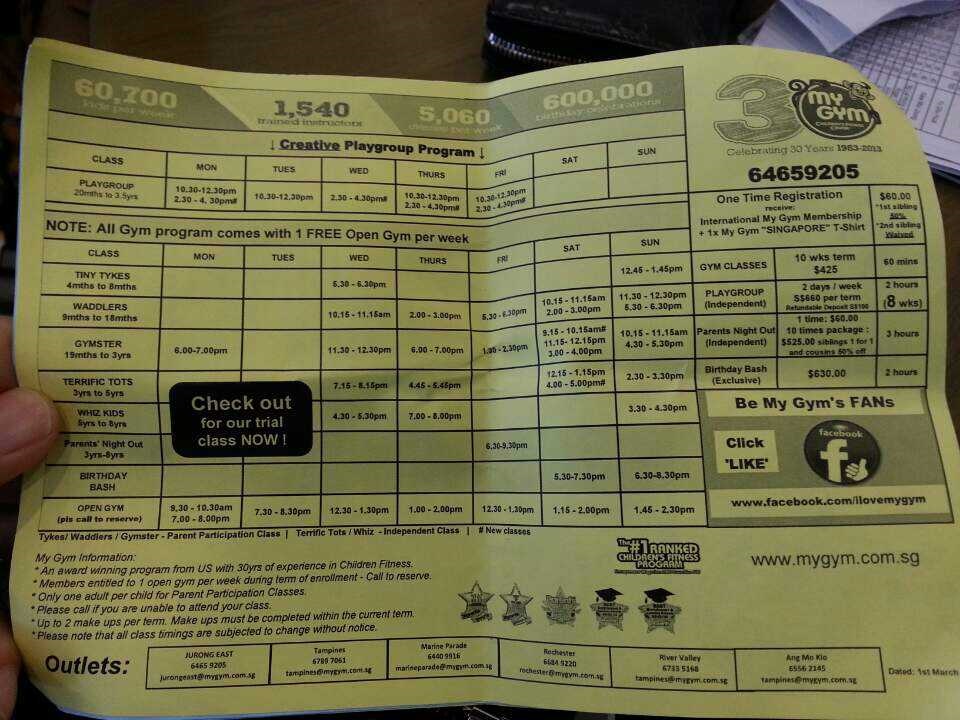 60,700
kids per week
1,540
trained instructors
5,060
classes per week
600,000
birthday celebrations
30
MY GYM
CHILDREN'S FITNESS CENTER
Celebrating 30 Years 1983-2013
64659205
↓ Creative Playgroup Program ↓
CLASS MON TUES WED THURS FRI SAT SUN
PLAYGROUP 20mths to 3.5yrs
10.30-12.30pm 2.30 - 4.30pm#
10.30-12.30pm
2.30 - 4.30pm#
10.30-12.30pm 2.30 - 4.30pm#
10.30-12.30pm 2.30 - 4.30pm#
NOTE: All Gym program comes with 1 FREE Open Gym per week
CLASS MON TUES WED THURS FRI SAT SUN
TINY TYKES 4mths to 8mths
5.30 - 6.30pm
12.45 - 1.45pm
WADDLERS 9mths to 18mths
10.15 - 11.15am
2.00 - 3.00pm
5.30 - 6.30pm
10.15 - 11.15am 2.00 - 3.00pm
11.30 - 12.30pm 5.30 - 6.30pm
GYMSTER 19mths to 3yrs
6.00-7.00pm
11.30 - 12.30pm
6.00 - 7.00pm
- 2.30pm
9.15 - 10.15am# 11.15- 12.15pm 3.00 - 4.00pm
10.15 - 11.15am 4.30 - 5.30pm
TERRIFIC TOTS 3yrs to 5yrs
7.15 - 8.15pm
4.45 - 5.45pm
12.15 - 1.15pm 4.00 - 5.00pm#
2.30 - 3.30pm
WHIZ KIDS 5yrs to 8yrs
4.30 - 5.30pm
7.00 - 8.00pm
3.30 - 4.30pm
Parents' Night Out 3yrs-8yrs
6.30-9.30pm
BIRTHDAY BASH
5.30-7.30pm
6.30-8.30pm
OPEN GYM (pls call to reserve)
9.30 - 10.30am 7.00 - 8.00pm
7.30 - 8.30pm
12.30 - 1.30pm
1.00 - 2.00pm
12.30 - 1.30pm
1.15 - 2.00pm
1.45 - 2.30pm
Check out
for our trial
class NOW !
Tykes/ Waddlers / Gymster - Parent Participation Class | Terrific Tots / Whiz - Independent Class | # New classes
One Time Registration
receive:
International My Gym Membership
+ 1x My Gym "SINGAPORE" T-Shirt
$60.00
*1st sibling
50%
*2nd sibling
Waived
GYM CLASSES
10 wks term
$425
60 mins
PLAYGROUP
(Independent)
2 days / week
S$660 per term
Refundable Deposit S$100
2 hours
(8 wks)
Parents Night Out
(Independent)
1 time: $60.00
10 times package :
$525.00 siblings 1 for 1
and cousins 50% off
3 hours
Birthday Bash
(Exclusive)
$630.00
2 hours
Be My Gym's FANs
Click
'LIKE'
facebook
f
www.facebook.com/ilovemygym
www.mygym.com.sg
The #1 RANKED
CHILDREN'S FITNESS
PROGRAM
My Gym Information:
* An award winning program from US with 30yrs of experience in Children Fitness.
* Members entitled to 1 open gym per week during term of enrollment - Call to reserve.
* Only one adult per child for Parent Participation Classes.
* Please call if you are unable to attend your class.
* Up to 2 make ups per term. Make ups must be completed within the current term.
* Please note that all class timings are subjected to change without notice.
Outlets:
JURONG EAST
6465 9205
jurongeast@mygym.com.sg
Tampines
6789 7061
tampines@mygym.com.sg
Marine Parade
6440 9916
marineparade@mygym.com.sg
Rochester
6684 9220
rochester@mygym.com.sg
River Valley
6733 5168
tampines@mygym.com.sg
Ang Mo Kio
6556 2145
tampines@mygym.com.sg
Dated: 1st March